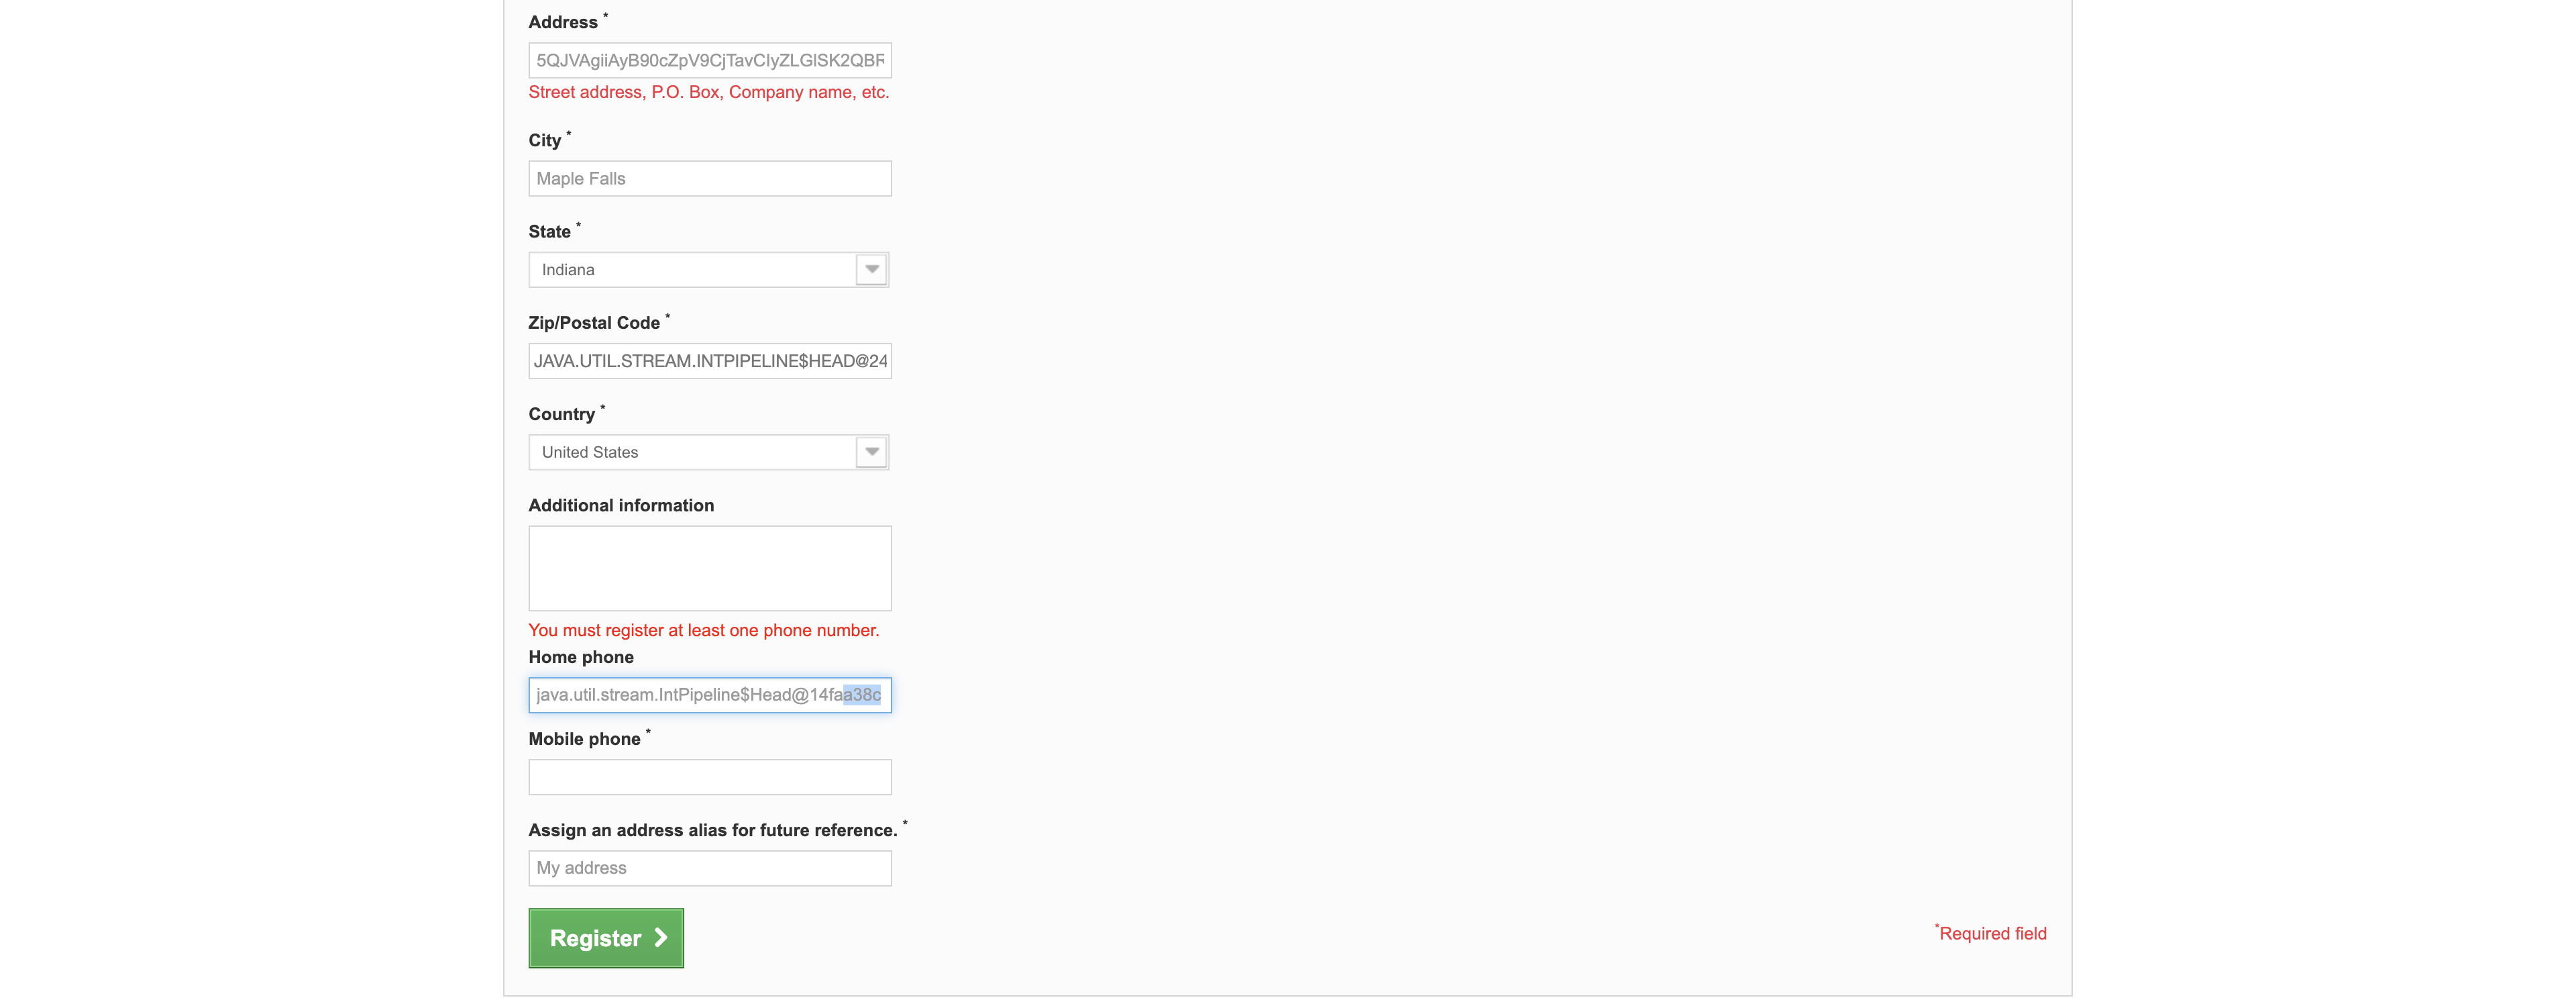 Address *
5QJVAgiiAyB90cZpV9CjTavCIyZLGISK2QBF
Street address, P.O. Box, Company name, etc.
City *
Maple Falls
State *
Indiana
Zip/Postal Code *
JAVA.UTIL.STREAM.INTPIPELINE$HEAD@24
Country *
United States
Additional information
You must register at least one phone number.
Home phone
java.util.stream.IntPipeline$Head@14faa38c
Mobile phone *
Assign an address alias for future reference. *
My address
Register
*Required field